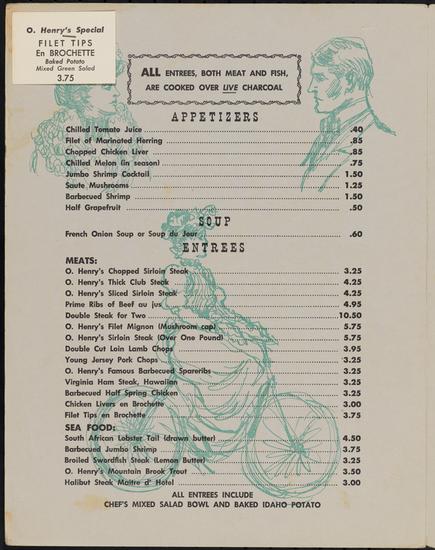 O. Henry's Special
FILET TIPS
En BROCHETTE
Baked Potato
Mixed Green Salad
3.75
ALL ENTREES, BOTH MEAT AND FISH,
ARE COOKED OVER LIVE CHARCOAL
APPETIZERS
Chilled Tomato Juice .40
Filet of Marinated Herring .85
Chopped Chicken Liver .85
Chilled Melon (in season) .75
Jumbo Shrimp Cocktail 1.50
Saute Mushrooms 1.25
Barbecued Shrimp 1.50
Half Grapefruit .50
SOUP
French Onion Soup or Soup du Jour .60
ENTREES
MEATS:
O. Henry's Chopped Sirloin Steak 3.25
O. Henry's Thick Club Steak 4.25
O. Henry's Sliced Sirloin Steak 4.25
Prime Ribs of Beef au jus 4.95
Double Steak for Two 10.50
O. Henry's Filet Mignon (Mushroom cap) 5.75
O. Henry's Sirloin Steak (Over One Pound) 5.75
Double Cut Loin Lamb Chops 3.95
Young Jersey Pork Chops 3.25
O. Henry's Famous Barbecued Spareribs 3.25
Virginia Ham Steak, Hawaiian 3.25
Barbecued Half Spring Chicken 3.25
Chicken Livers en Brochette 3.00
Filet Tips en Brochette 3.75
SEA FOOD:
South African Lobster Tail (drawn butter) 4.50
Barbecued Jumbo Shrimp 3.75
Broiled Swordfish Steak (Lemon Butter) 3.25
O. Henry's Mountain Brook Trout 3.50
Halibut Steak Maitre d' Hotel 3.00
ALL ENTREES INCLUDE
CHEF'S MIXED SALAD BOWL AND BAKED IDAHO POTATO